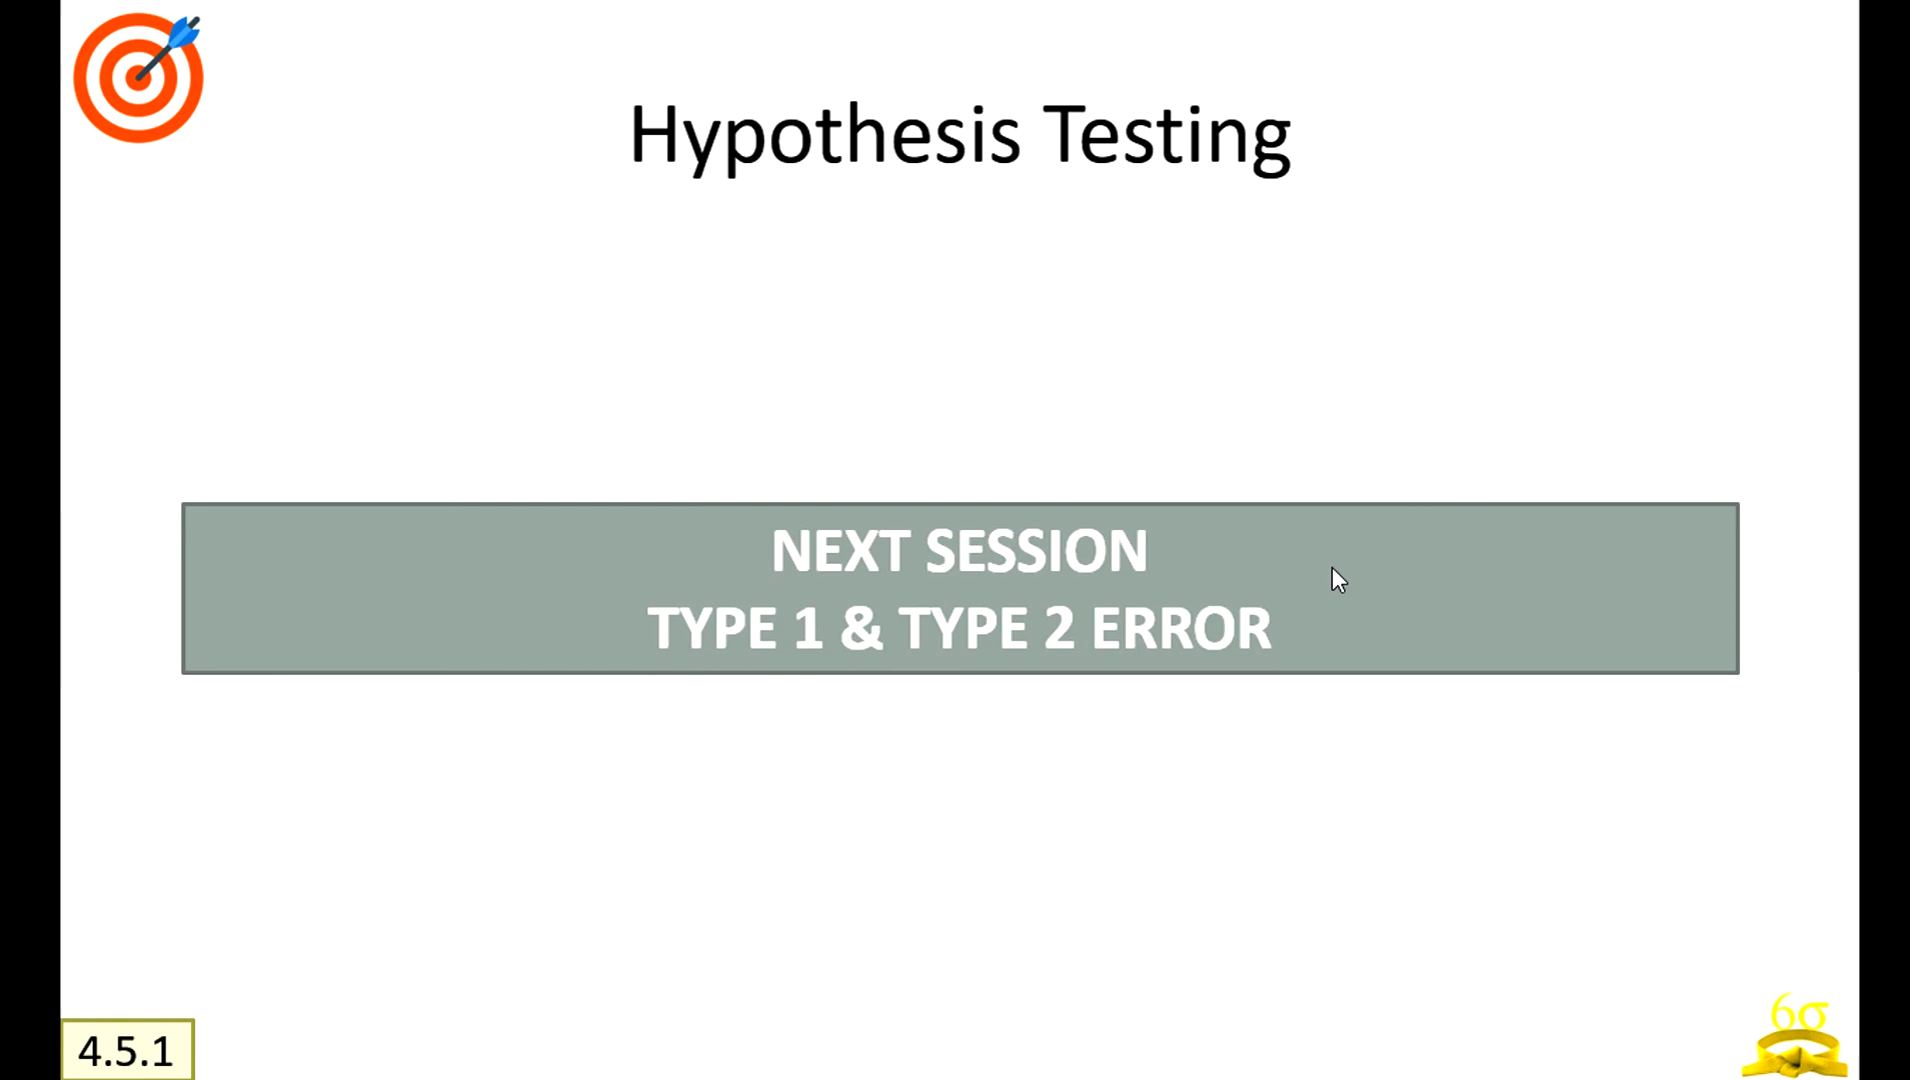 Hypothesis Testing
NEXT SESSION
TYPE 1 & TYPE 2 ERROR
4.5.1
6σ